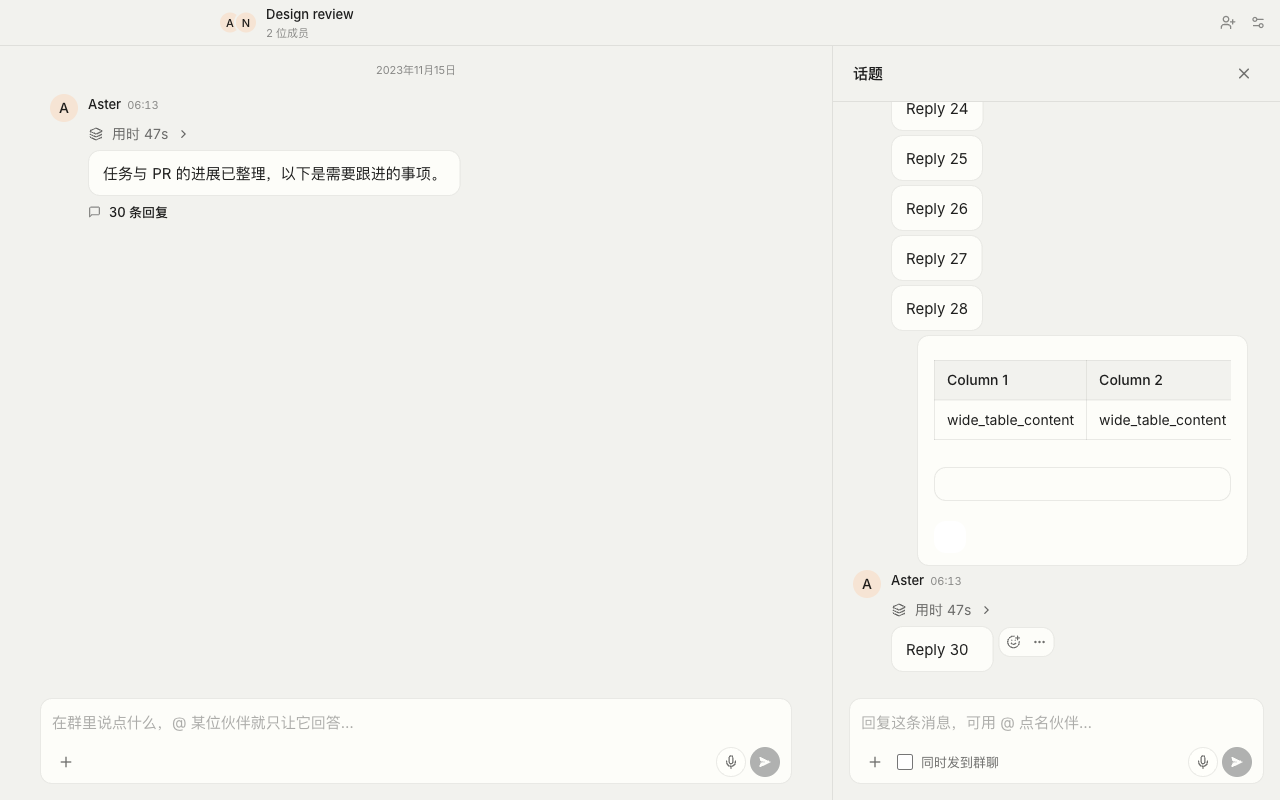 A N
Design review
2 位成员
2023年11月15日
A
Aster 06:13
用时 47s
任务与 PR 的进展已整理，以下是需要跟进的事项。
30 条回复
在群里说点什么，@ 某位伙伴就只让它回答...
话题
Reply 24
Reply 25
Reply 26
Reply 27
Reply 28
Column 1 Column 2
wide_table_content wide_table_content
A
Aster 06:13
用时 47s
Reply 30
回复这条消息，可用 @ 点名伙伴...
同时发到群聊